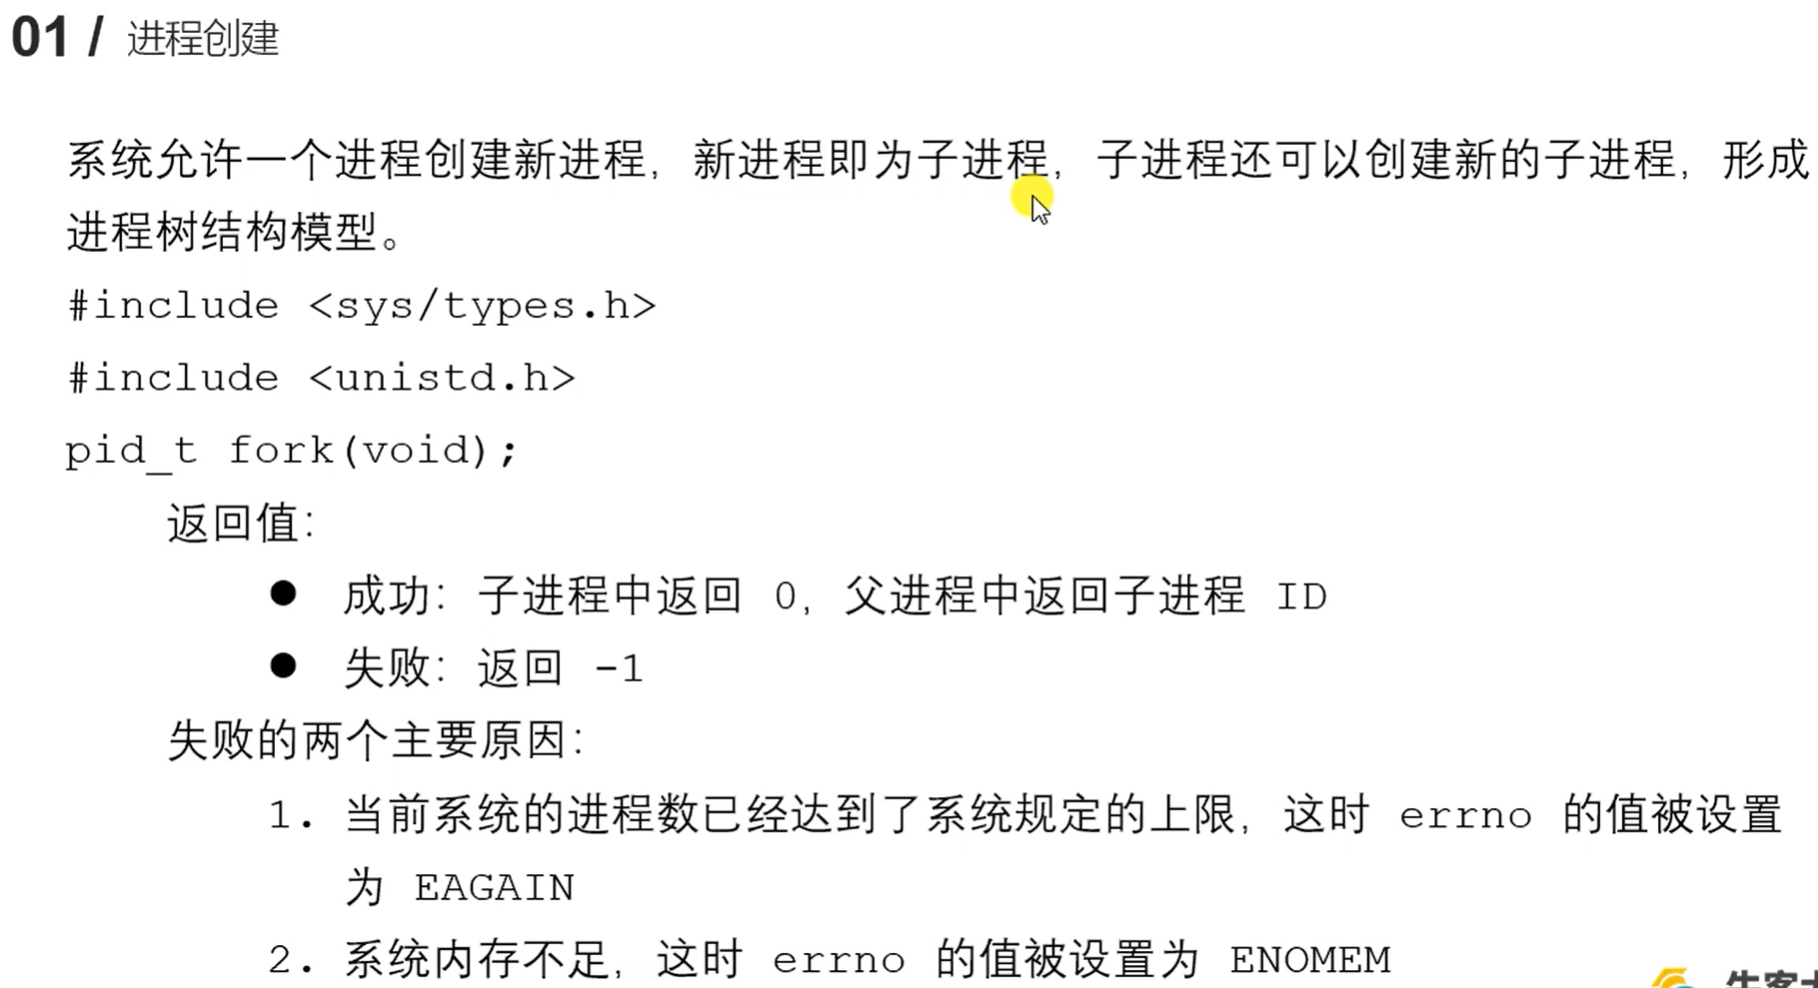 01 / 进程创建
系统允许一个进程创建新进程，新进程即为子进程，子进程还可以创建新的子进程，形成
进程树结构模型。
#include <sys/types.h>
#include <unistd.h>
pid_t fork(void);
返回值：
● 成功：子进程中返回 0，父进程中返回子进程 ID
● 失败：返回 -1
失败的两个主要原因：
1. 当前系统的进程数已经达到了系统规定的上限，这时 errno 的值被设置
为 EAGAIN
2. 系统内存不足，这时 errno 的值被设置为 ENOMEM